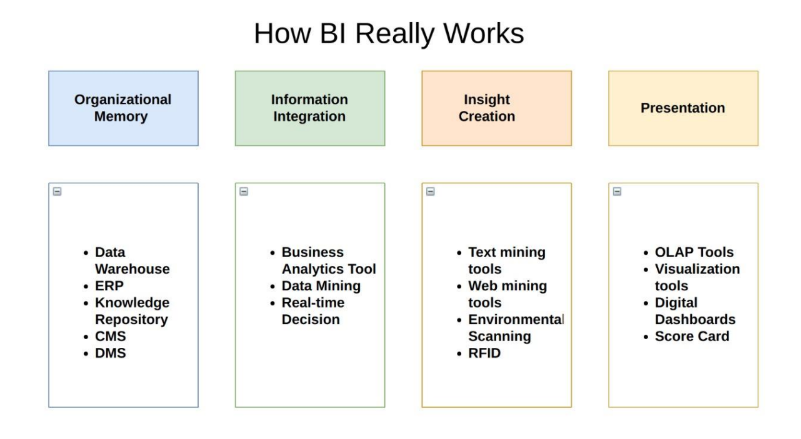 How BI Really Works
Organizational
Memory
Information
Integration
Insight
Creation
Presentation
• Data
Warehouse
• ERP
• Knowledge
Repository
• CMS
• DMS
• Business
Analytics Tool
• Data Mining
• Real-time
Decision
• Text mining
tools
• Web mining
tools
• Environmental
Scanning
• RFID
• OLAP Tools
• Visualization
tools
• Digital
Dashboards
• Score Card